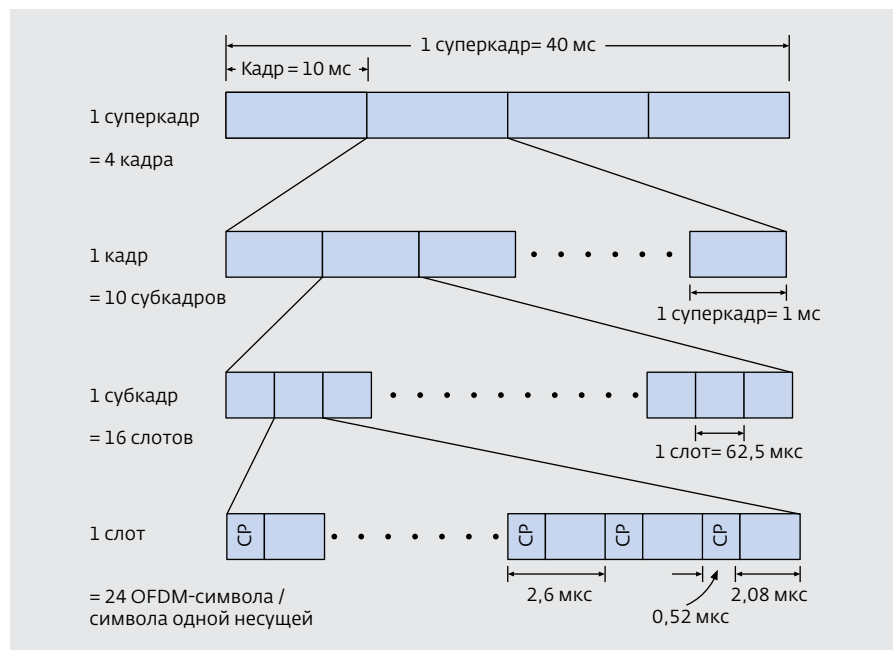 1 суперкадр= 40 мс
Кадр = 10 мс
1 суперкадр
= 4 кадра
1 кадр
= 10 субкадров
1 суперкадр= 1 мс
1 субкадр
= 16 слотов
1 слот= 62,5 мкс
1 слот
CP
CP
CP
CP
= 24 OFDM-символа /
символа одной несущей
2,6 мкс
0,52 мкс
2,08 мкс